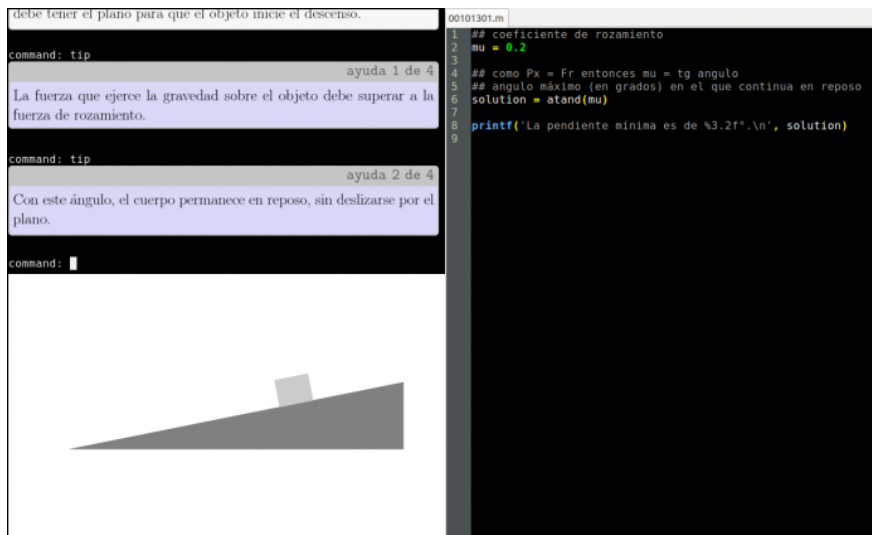 debe tener el plano para que el objeto inicie el descenso.
command: tip
ayuda 1 de 4
La fuerza que ejerce la gravedad sobre el objeto debe superar a la
fuerza de rozamiento.
command: tip
ayuda 2 de 4
Con este ángulo, el cuerpo permanece en reposo, sin deslizarse por el
plano.
command:
00101301.m
1 ## coeficiente de rozamiento
2 mu = 0.2
3
4 ## como Px = Fr entonces mu = tg angulo
5 ## angulo máximo (en grados) en el que continua en reposo
6 solution = atand(mu)
7
8 printf('La pendiente mínima es de %3.2f°.\n', solution)
9